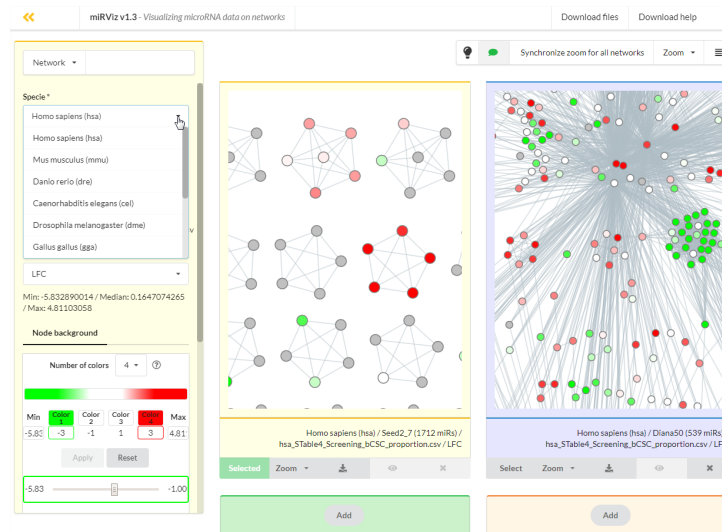 miRViz v1.3 - Visualizing microRNA data on networks
Download files
Download help
Network
Synchronize zoom for all networks
Zoom
Specie *
Homo sapiens (hsa)
Homo sapiens (hsa)
Mus musculus (mmu)
Danio rerio (dre)
Caenorhabditis elegans (cel)
Drosophila melanogaster (dme)
Gallus gallus (gga)
v
LFC
Min: -5.832890014 / Median: 0.1647074265
/ Max: 4.81103058
Node background
Number of colors
4
Min
Color 1
Color 2
Color 3
Color 4
Max
-5.83
-3
-1
1
3
4.81
Apply
Reset
-5.83
-1.00
Homo sapiens (hsa) / Seed2_7 (1712 miRs) /
hsa_STable4_Screening_bCSC_proportion.csv / LFC
Selected
Zoom
Add
Homo sapiens (hsa) / Diana50 (539 miRs)
hsa_STable4_Screening_bCSC_proportion.csv / LF
Select
Zoom
Add